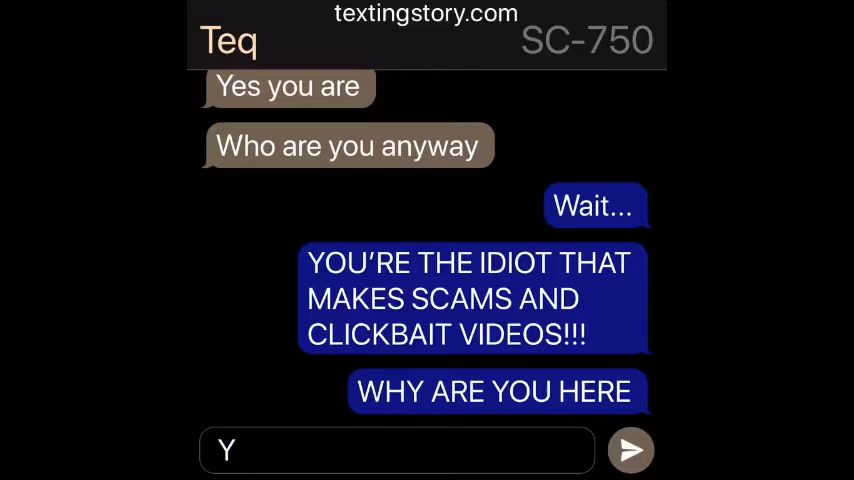 textingstory.com
Teq
SC-750
Yes you are
Who are you anyway
Wait...
YOU’RE THE IDIOT THAT
MAKES SCAMS AND
CLICKBAIT VIDEOS!!!
WHY ARE YOU HERE
Y